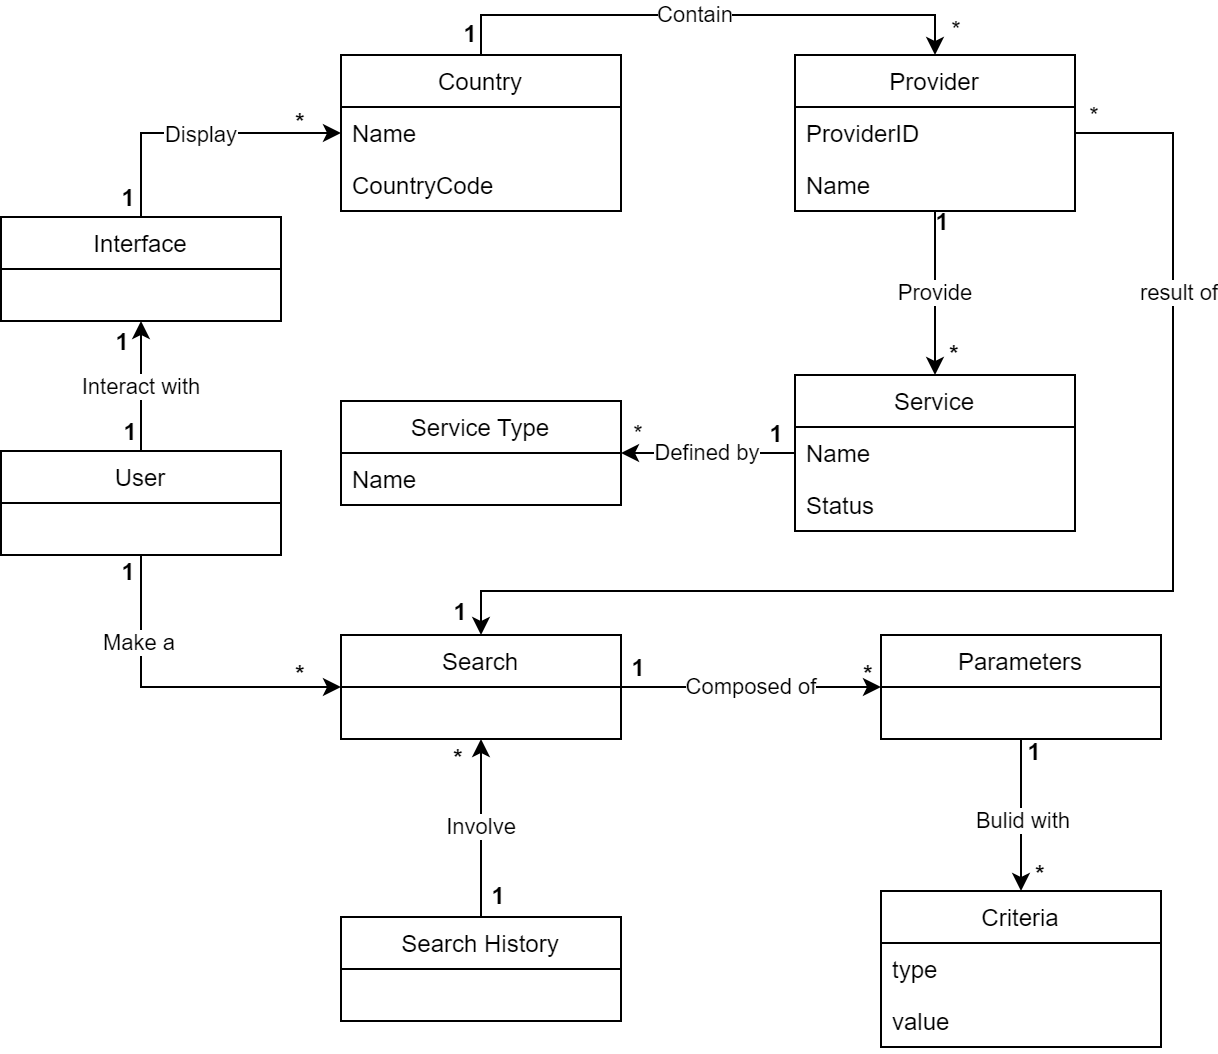 Contain
1
*
Country
Provider
Name
CountryCode
ProviderID
Name
*
Display
*
1
Interface
1
Provide
result of
1
Interact with
1
*
User
Service Type
Name
*
Defined by
1
Service
Name
Status
1
Make a
*
1
Search
1
Composed of
*
Parameters
*
Involve
1
1
Bulid with
*
Search History
Criteria
type
value